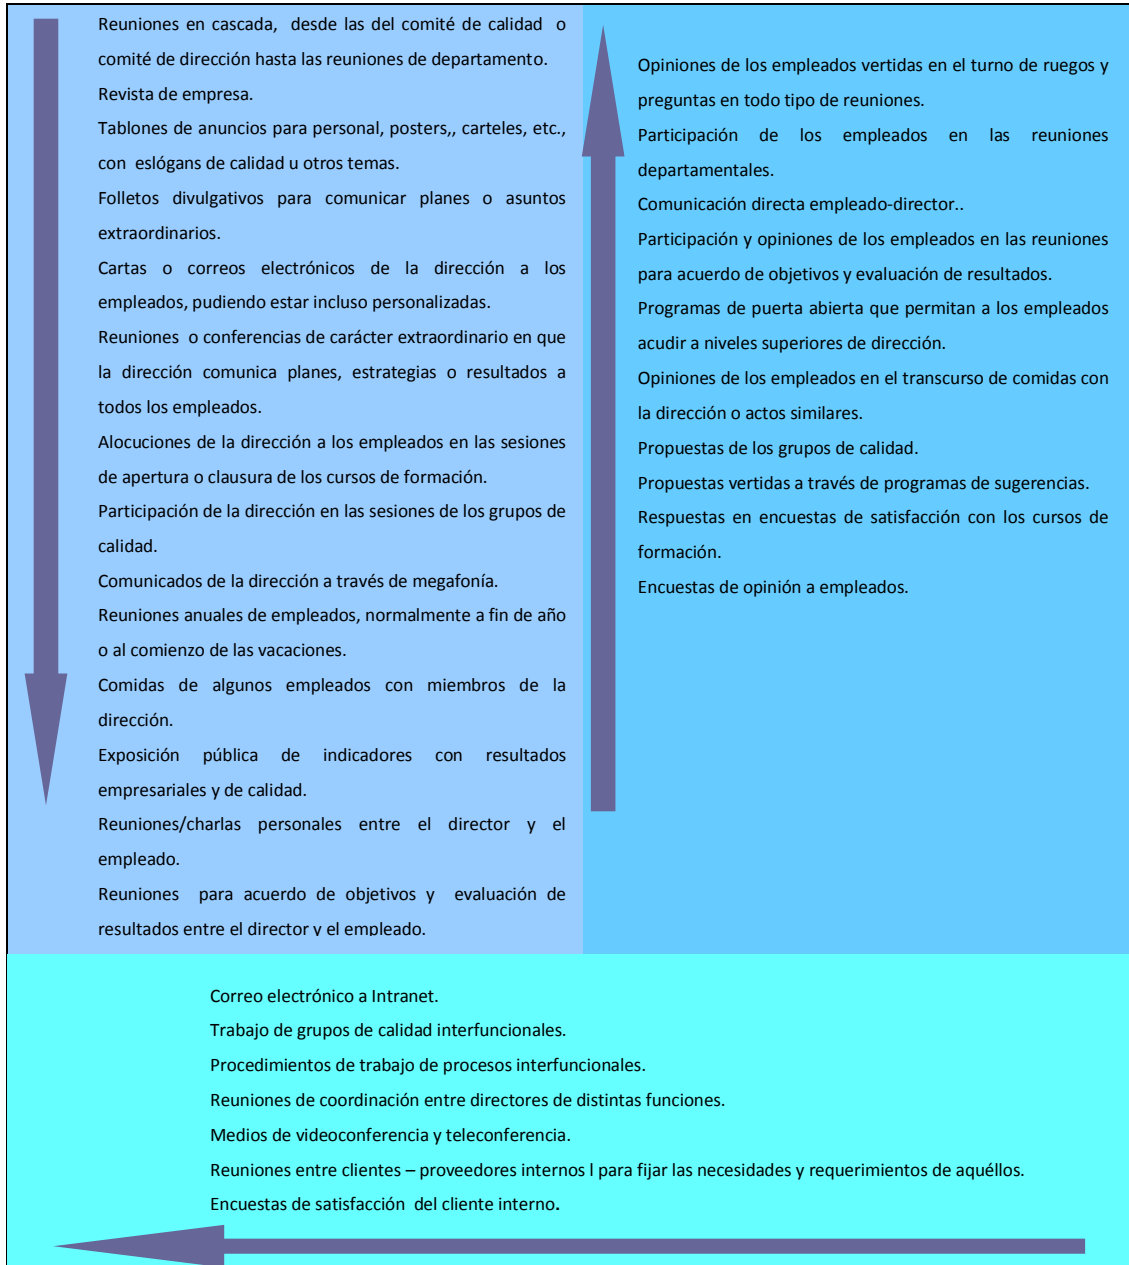 Reuniones en cascada, desde las del comité de calidad o
comité de dirección hasta las reuniones de departamento.
Revista de empresa.
Tablones de anuncios para personal, posters,, carteles, etc.,
con eslógans de calidad u otros temas.
Folletos divulgativos para comunicar planes o asuntos
extraordinarios.
Cartas o correos electrónicos de la dirección a los
empleados, pudiendo estar incluso personalizadas.
Reuniones o conferencias de carácter extraordinario en que
la dirección comunica planes, estrategias o resultados a
todos los empleados.
Alocuciones de la dirección a los empleados en las sesiones
de apertura o clausura de los cursos de formación.
Participación de la dirección en las sesiones de los grupos de
calidad.
Comunicados de la dirección a través de megafonía.
Reuniones anuales de empleados, normalmente a fin de año
o al comienzo de las vacaciones.
Comidas de algunos empleados con miembros de la
dirección.
Exposición pública de indicadores con resultados
empresariales y de calidad.
Reuniones/charlas personales entre el director y el
empleado.
Reuniones para acuerdo de objetivos y evaluación de
resultados entre el director y el empleado.
Opiniones de los empleados vertidas en el turno de ruegos y
preguntas en todo tipo de reuniones.
Participación de los empleados en las reuniones
departamentales.
Comunicación directa empleado-director..
Participación y opiniones de los empleados en las reuniones
para acuerdo de objetivos y evaluación de resultados.
Programas de puerta abierta que permitan a los empleados
acudir a niveles superiores de dirección.
Opiniones de los empleados en el transcurso de comidas con
la dirección o actos similares.
Propuestas de los grupos de calidad.
Propuestas vertidas a través de programas de sugerencias.
Respuestas en encuestas de satisfacción con los cursos de
formación.
Encuestas de opinión a empleados.
Correo electrónico a Intranet.
Trabajo de grupos de calidad interfuncionales.
Procedimientos de trabajo de procesos interfuncionales.
Reuniones de coordinación entre directores de distintas funciones.
Medios de videoconferencia y teleconferencia.
Reuniones entre clientes – proveedores internos l para fijar las necesidades y requerimientos de aquéllos.
Encuestas de satisfacción del cliente interno.